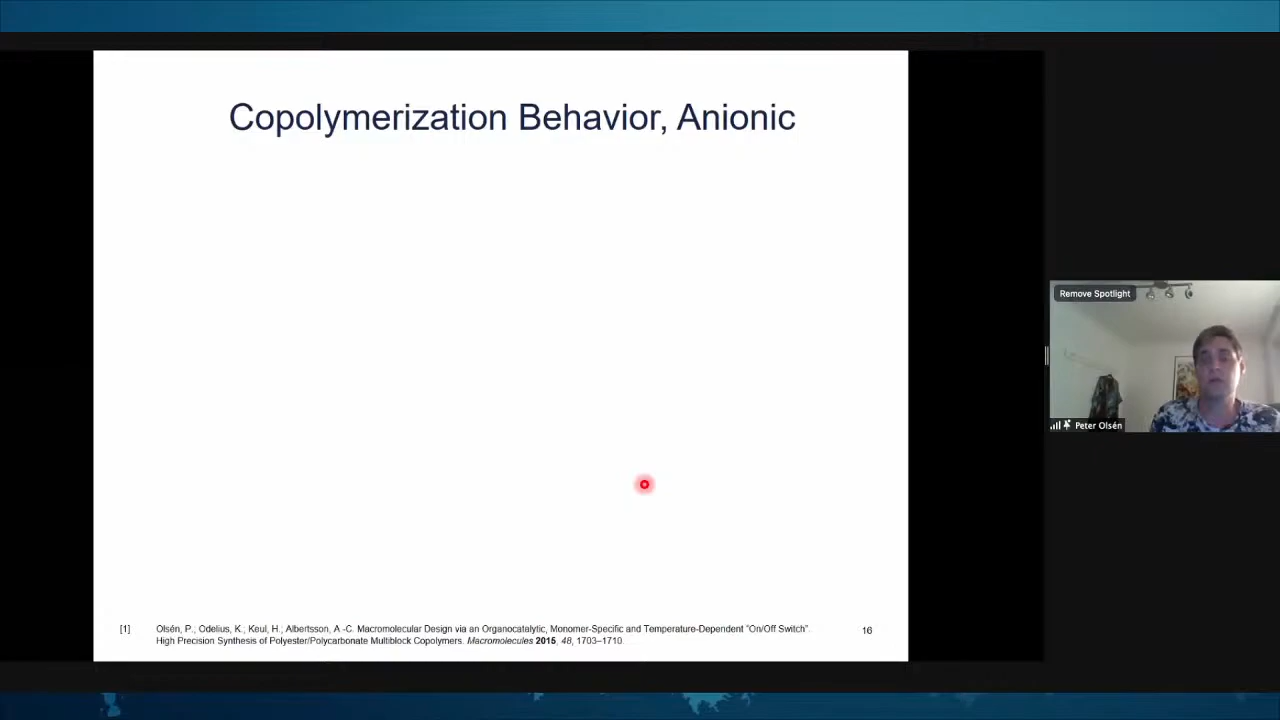 Copolymerization Behavior, Anionic
Remove Spotlight
Peter Olsén
[1] Olsén, P.; Odelius, K.; Keul, H.; Albertsson, A.-C. Macromolecular Design via an Organocatalytic, Monomer-Specific and Temperature-Dependent "On/Off Switch".
High Precision Synthesis of Polyester/Polycarbonate Multiblock Copolymers. Macromolecules 2015, 48, 1703–1710.
16